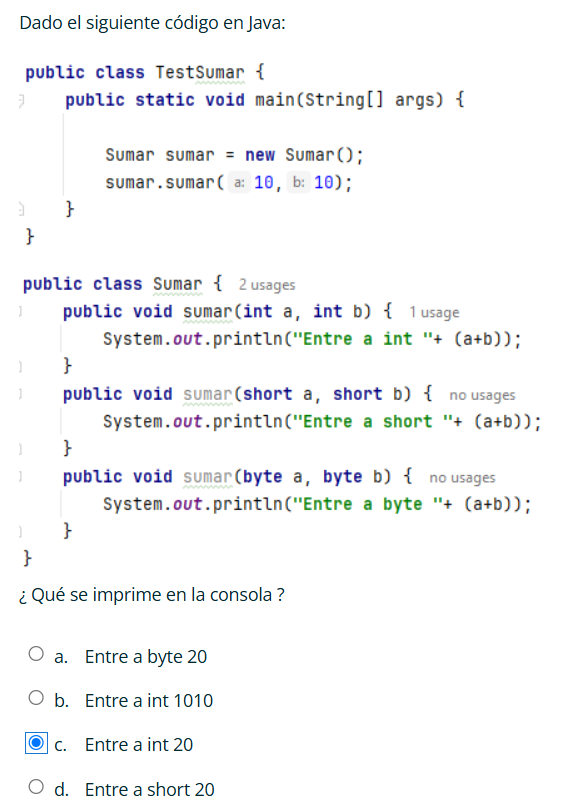 Dado el siguiente código en Java:
public class TestSumar {
public static void main(String[] args) {
Sumar sumar = new Sumar();
sumar.sumar( a: 10, b: 10);
}
}
public class Sumar { 2 usages
public void sumar(int a, int b) { 1 usage
System.out.println("Entre a int "+ (a+b));
}
public void sumar(short a, short b) { no usages
System.out.println("Entre a short "+ (a+b));
}
public void sumar(byte a, byte b) { no usages
System.out.println("Entre a byte "+ (a+b));
}
}
¿ Qué se imprime en la consola ?
a. Entre a byte 20
b. Entre a int 1010
c. Entre a int 20
d. Entre a short 20